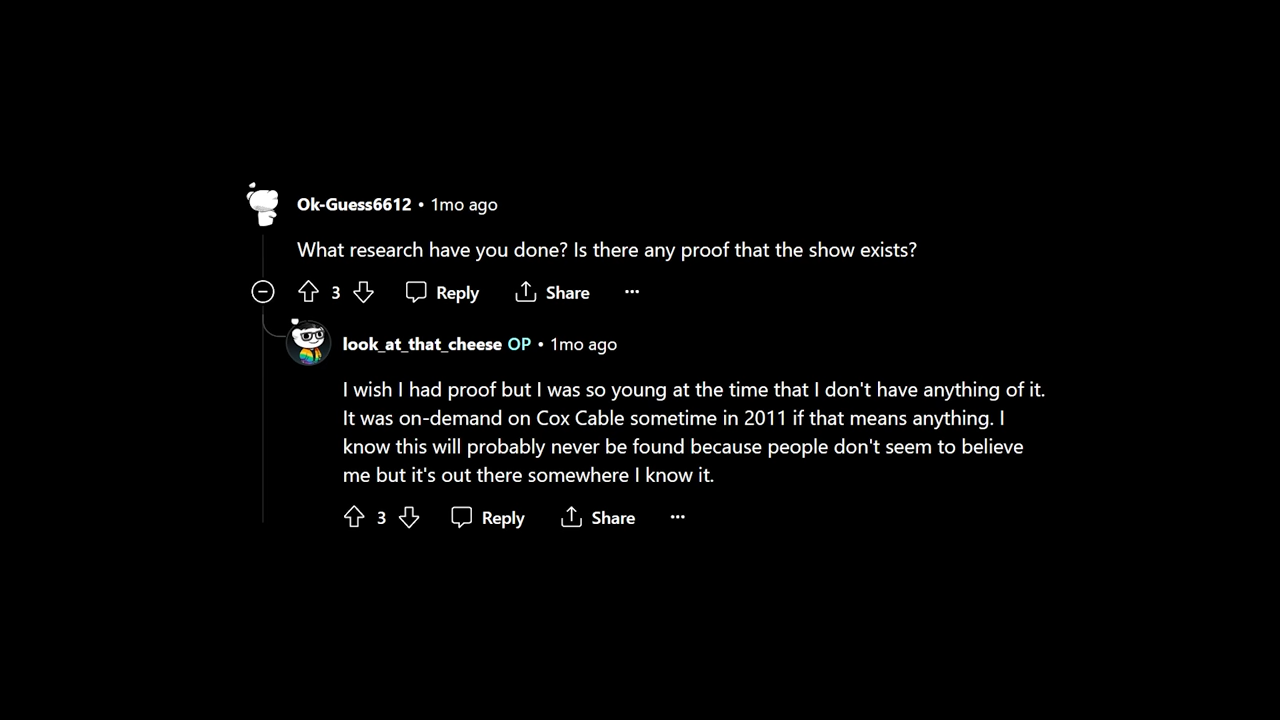 Ok-Guess6612 • 1mo ago
What research have you done? Is there any proof that the show exists?
3 Reply Share ···
look_at_that_cheese OP • 1mo ago
I wish I had proof but I was so young at the time that I don't have anything of it.
It was on-demand on Cox Cable sometime in 2011 if that means anything. I
know this will probably never be found because people don't seem to believe
me but it's out there somewhere I know it.
3 Reply Share ···